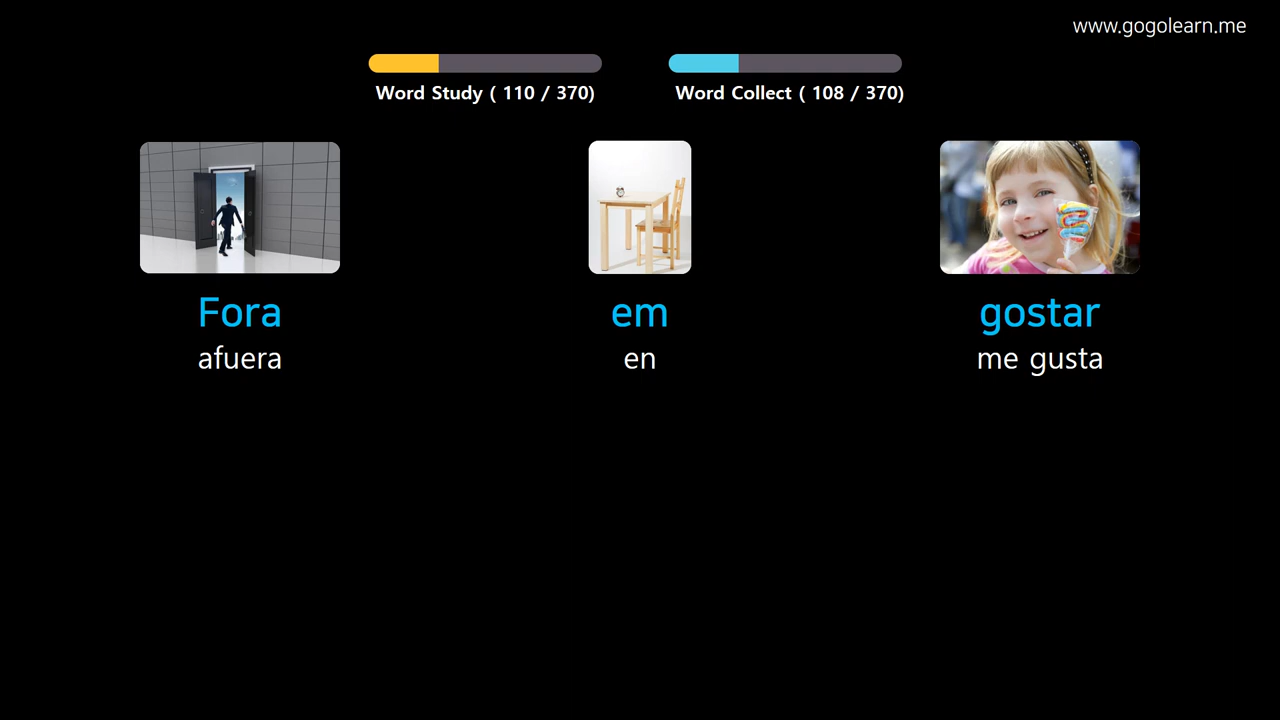 www.gogolearn.me
Word Study ( 110 / 370)
Word Collect ( 108 / 370)
Fora
em
gostar
afuera
en
me gusta